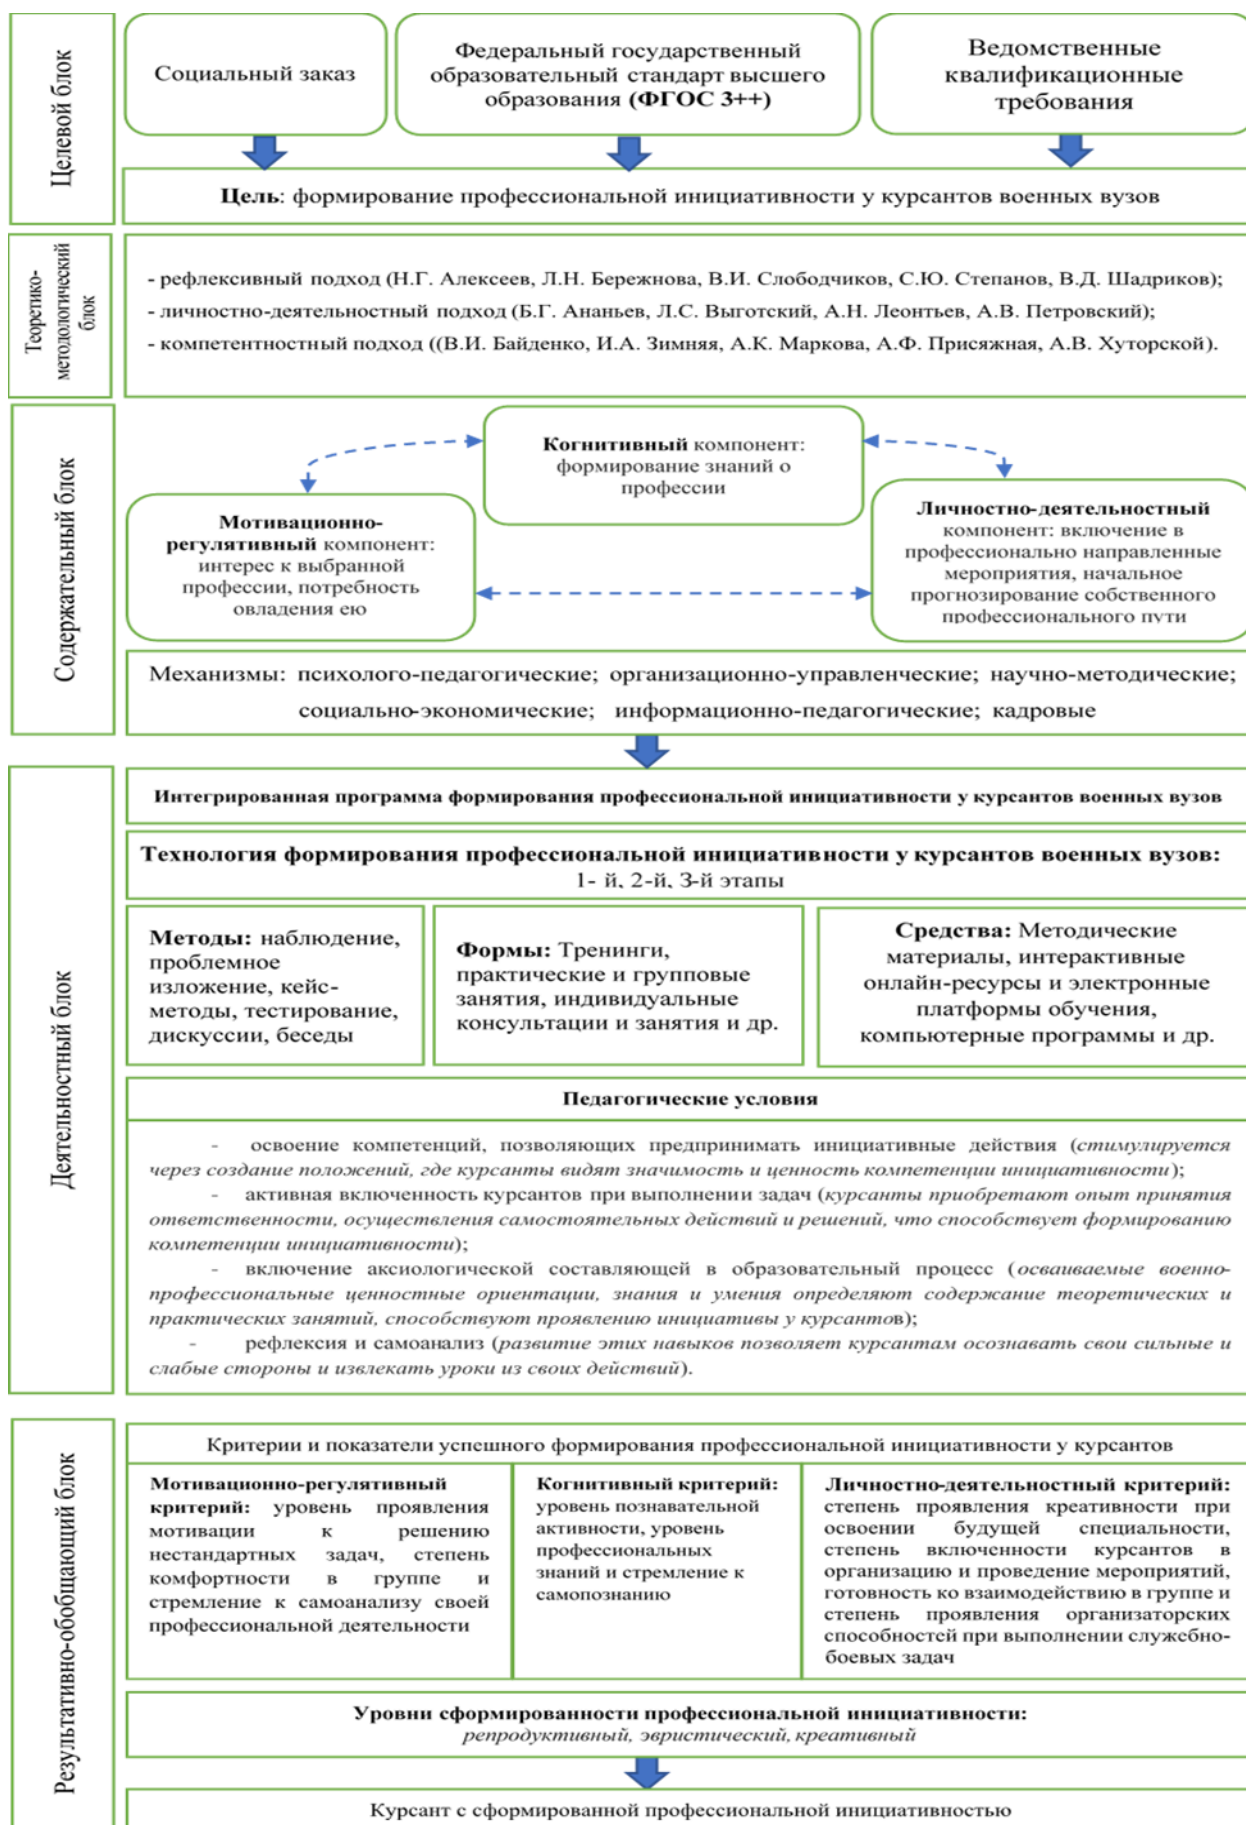 Целевой блок
Социальный заказ
Федеральный государственный
образовательный стандарт высшего
образования (ФГОС 3++)
Ведомственные
квалификационные
требования
Цель: формирование профессиональной инициативности у курсантов военных вузов
Теоретико-
методологический
блок
- рефлексивный подход (Н.Г. Алексеев, Л.Н. Бережнова, В.И. Слободчиков, С.Ю. Степанов, В.Д. Шадриков);
- личностно-деятельностный подход (Б.Г. Ананьев, Л.С. Выготский, А.Н. Леонтьев, А.В. Петровский);
- компетентностный подход ((В.И. Байденко, И.А. Зимняя, А.К. Маркова, А.Ф. Присяжная, А.В. Хуторской).
Содержательный блок
Когнитивный компонент:
формирование знаний о
профессии
Мотивационно-
регулятивный компонент:
интерес к выбранной
профессии, потребность
овладения ею
Личностно-деятельностный
компонент: включение в
профессионально направленные
мероприятия, начальное
прогнозирование собственного
профессионального пути
Механизмы: психолого-педагогические; организационно-управленческие; научно-методические;
социально-экономические; информационно-педагогические; кадровые
Деятельностный блок
Интегрированная программа формирования профессиональной инициативности у курсантов военных вузов
Технология формирования профессиональной инициативности у курсантов военных вузов:
1- й, 2-й, 3-й этапы
Методы: наблюдение,
проблемное
изложение, кейс-
методы, тестирование,
дискуссии, беседы
Формы: Тренинги,
практические и групповые
занятия, индивидуальные
консультации и занятия и др.
Средства: Методические
материалы, интерактивные
онлайн-ресурсы и электронные
платформы обучения,
компьютерные программы и др.
Педагогические условия
- освоение компетенций, позволяющих предпринимать инициативные действия (стимулируется
через создание положений, где курсанты видят значимость и ценность компетенции инициативности);
- активная включенность курсантов при выполнении задач (курсанты приобретают опыт принятия
ответственности, осуществления самостоятельных действий и решений, что способствует формированию
компетенции инициативности);
- включение аксиологической составляющей в образовательный процесс (осваиваемые военно-
профессиональные ценностные ориентации, знания и умения определяют содержание теоретических и
практических занятий, способствуют проявлению инициативы у курсантов);
- рефлексия и самоанализ (развитие этих навыков позволяет курсантам осознавать свои сильные и
слабые стороны и извлекать уроки из своих действий).
Результативно-обобщающий блок
Критерии и показатели успешного формирования профессиональной инициативности у курсантов
Мотивационно-регулятивный
критерий: уровень проявления
мотивации к решению
нестандартных задач, степень
комфортности в группе и
стремление к самоанализу своей
профессиональной деятельности
Когнитивный критерий:
уровень познавательной
активности, уровень
профессиональных
знаний и стремление к
самопознанию
Личностно-деятельностный критерий:
степень проявления креативности при
освоении будущей специальности,
степень включенности курсантов в
организацию и проведение мероприятий,
готовность ко взаимодействию в группе и
степень проявления организаторских
способностей при выполнении служебно-
боевых задач
Уровни сформированности профессиональной инициативности:
репродуктивный, эвристический, креативный
Курсант с сформированной профессиональной инициативностью